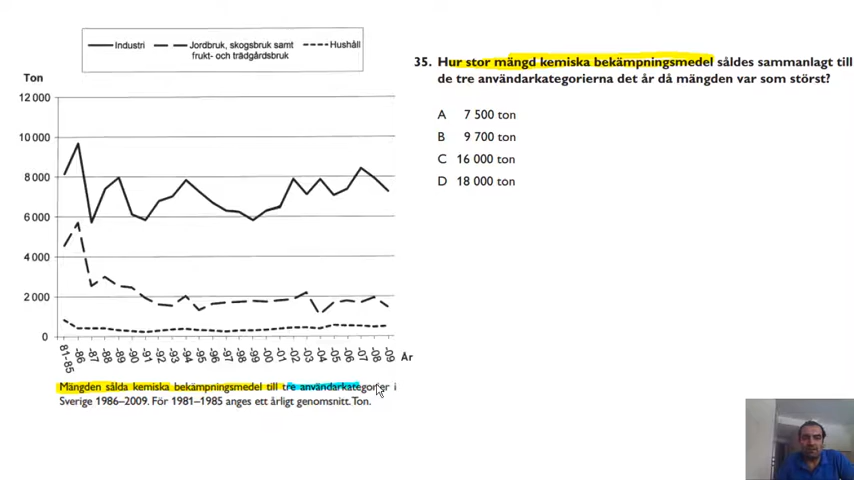 Industri
Jordbruk, skogsbruk samt
frukt- och trädgårdsbruk
Hushåll
Ton
12 000
10 000
8 000
6 000
4 000
2 000
0
81-85
-86
-87
-88
-89
-90
-91
-92
-93
-94
-95
-96
-97
-98
-99
-00
-01
-02
-03
-04
-05
-06
-07
-08
-09
År
Mängden sålda kemiska bekämpningsmedel till tre användarkategorier i
Sverige 1986–2009. För 1981–1985 anges ett årligt genomsnitt. Ton.
35. Hur stor mängd kemiska bekämpningsmedel såldes sammanlagt till
de tre användarkategorierna det år då mängden var som störst?
A 7 500 ton
B 9 700 ton
C 16 000 ton
D 18 000 ton